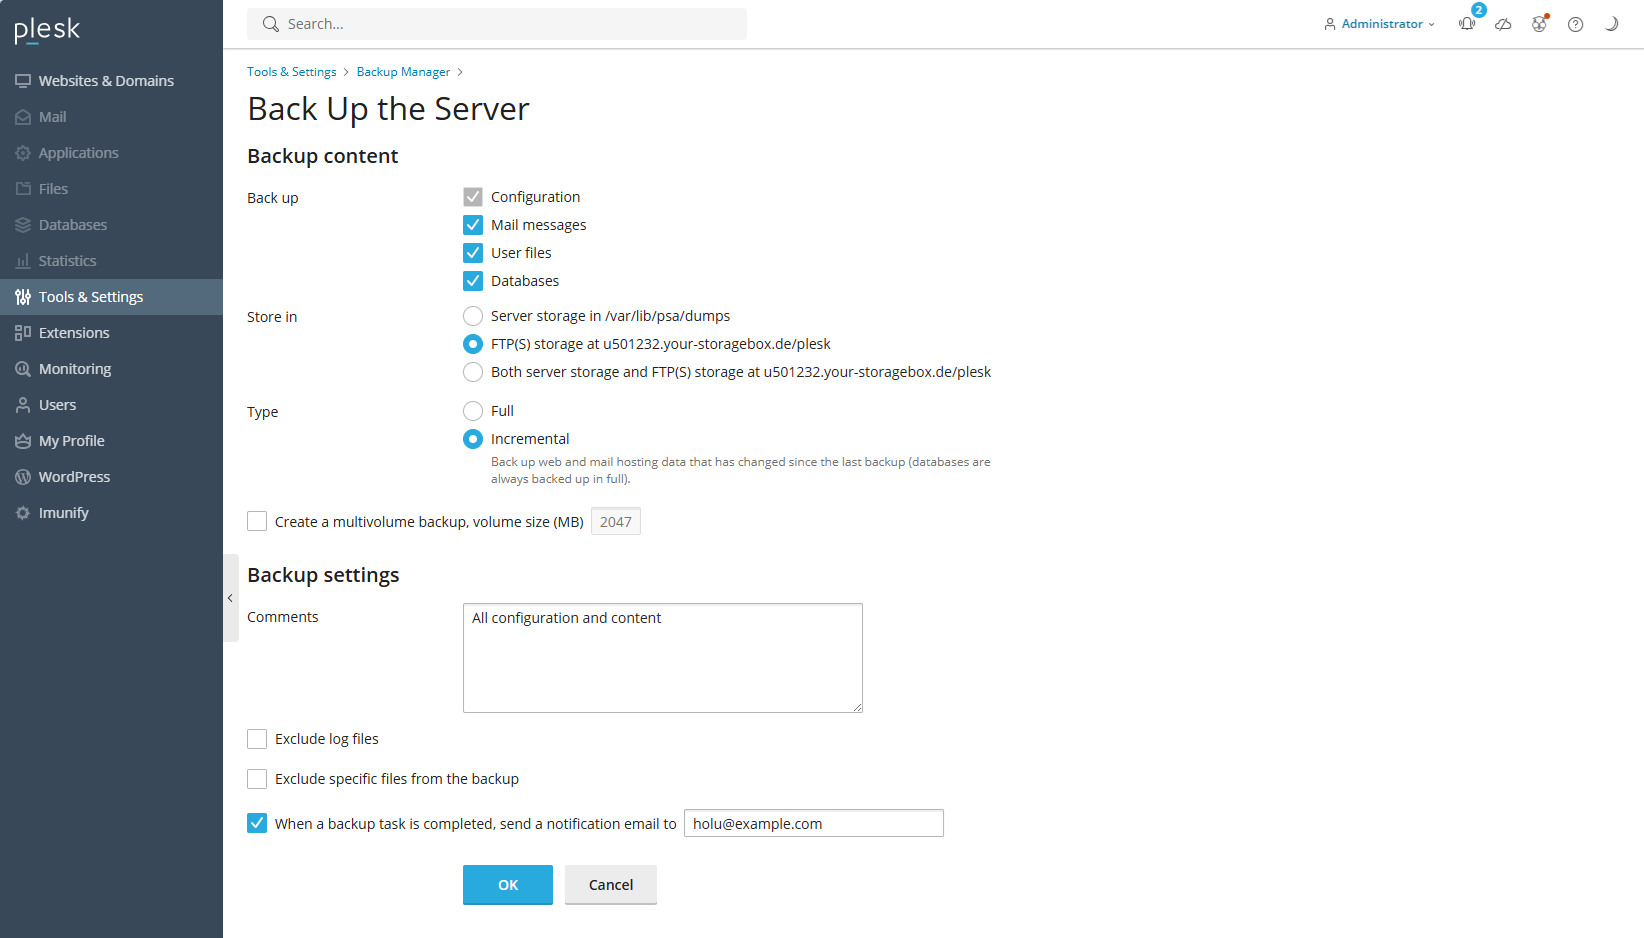 plesk
Search...
Administrator
2
Websites & Domains
Mail
Applications
Files
Databases
Statistics
Tools & Settings
Extensions
Monitoring
Users
My Profile
WordPress
Imunify
Tools & Settings > Backup Manager >
Back Up the Server
Backup content
Back up
Configuration
Mail messages
User files
Databases
Store in
Server storage in /var/lib/psa/dumps
FTP(S) storage at u501232.your-storagebox.de/plesk
Both server storage and FTP(S) storage at u501232.your-storagebox.de/plesk
Type
Full
Incremental
Back up web and mail hosting data that has changed since the last backup (databases are
always backed up in full).
Create a multivolume backup, volume size (MB) 2047
Backup settings
Comments
All configuration and content
Exclude log files
Exclude specific files from the backup
When a backup task is completed, send a notification email to holu@example.com
OK
Cancel